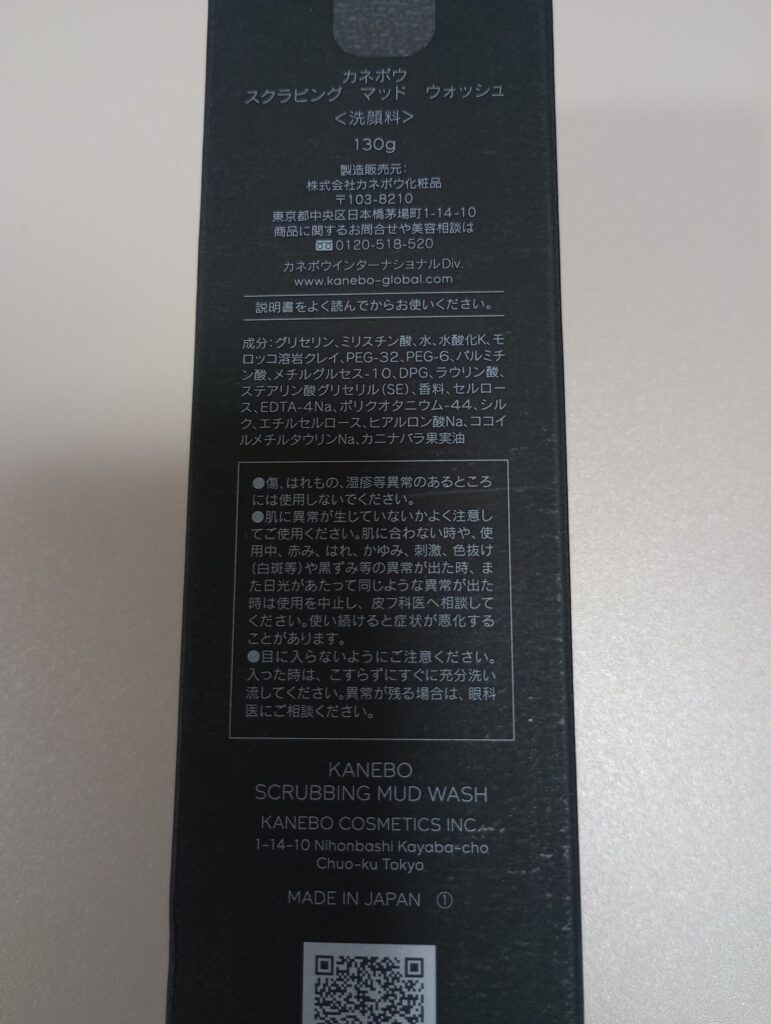 カネボウ
スクラビング マッド ウォッシュ
<洗顔料>
130g
製造販売元:
株式会社カネボウ化粧品
〒103-8210
東京都中央区日本橋茅場町1-14-10
商品に関するお問合せや美容相談は
0120-518-520
カネボウインターナショナルDiv.
www.kanebo-global.com
説明書をよく読んでからお使いください。
成分:グリセリン、ミリスチン酸、水、水酸化K、モ
ロッコ溶岩クレイ、PEG-32、PEG-6、パルミチ
ン酸、メチルグルセス-10、DPG、ラウリン酸、
ステアリン酸グリセリル(SE)、香料、セルロー
ス、EDTA-4Na、ポリクオタニウム-44、シル
ク、エチルセルロース、ヒアルロン酸Na、ココイ
ルメチルタウリンNa、カニナバラ果実油
●傷、はれもの、湿疹等異常のあるところ
には使用しないでください。
●肌に異常が生じていないかよく注意し
てご使用ください。肌に合わない時や、使
用中、赤み、はれ、かゆみ、刺激、色抜け
(白斑等)や黒ずみ等の異常が出た時、ま
た日光があたって同じような異常が出た
時は使用を中止し、皮フ科医へ相談して
ください。使い続けると症状が悪化する
ことがあります。
●目に入らないようにご注意ください。
入った時は、こすらずにすぐに充分洗い
流してください。異常が残る場合は、眼科
医にご相談ください。
KANEBO
SCRUBBING MUD WASH
KANEBO COSMETICS INC.
1-14-10 Nihonbashi Kayaba-cho
Chuo-ku Tokyo
MADE IN JAPAN ①